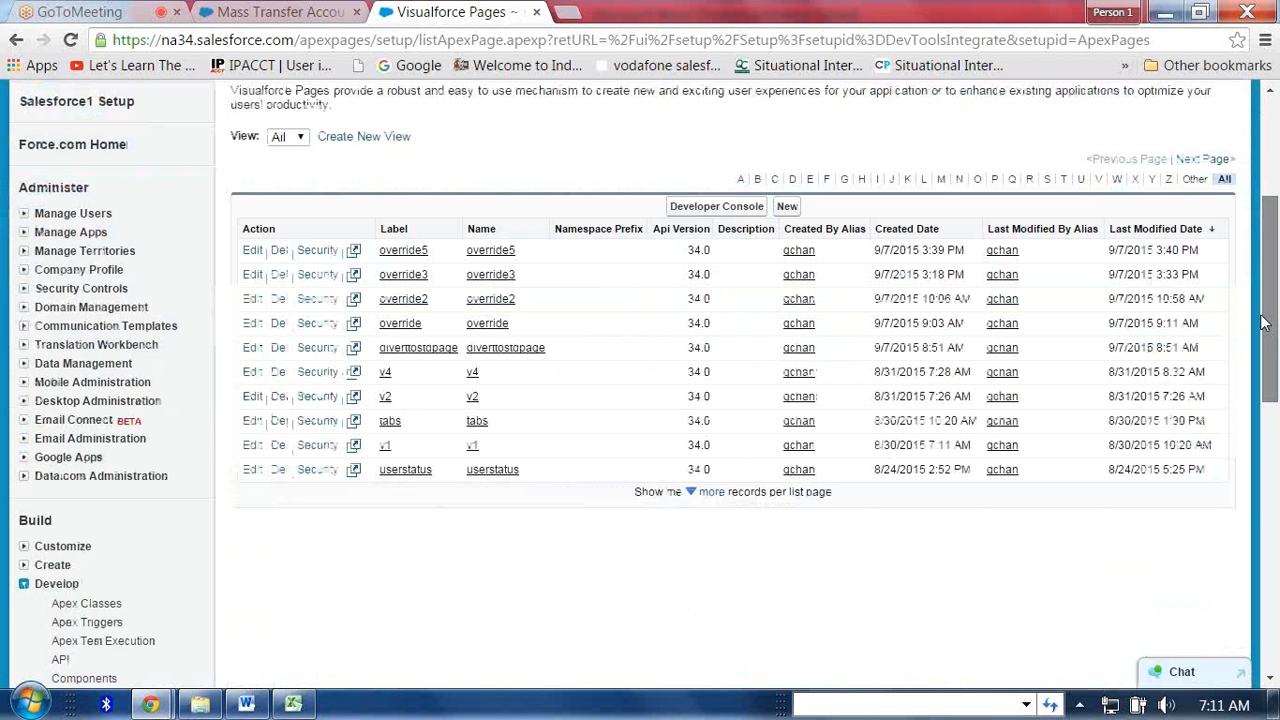 GoToMeeting × Mass Transfer Accou × Visualforce Pages ~ × Person 1
https://na34.salesforce.com/apexpages/setup/listApexPage.apexp?retURL=%2Fui%2Fsetup%2FSetup%3Fsetupid%3DDevToolsIntegrate&setupid=ApexPages
Apps Let's Learn The ... IPACCT | User i... Google Welcome to Ind... vodafone salesf... Situational Inter... CP Situational Inter... » Other bookmarks
Visualforce Pages provide a robust and easy to use mechanism to create new and exciting user experiences for your application or to enhance existing applications to optimize your
users' productivity.
View: All Create New View
<Previous Page | Next Page>
A B C D E F G H I J K L M N O P Q R S T U V W X Y Z Other All
Developer Console New
Action Label Name Namespace Prefix Api Version Description Created By Alias Created Date Last Modified By Alias Last Modified Date
Edit | Del | Security | override5 override5 34.0 gchan 9/7/2015 3:39 PM gchan 9/7/2015 3:40 PM
Edit | Del | Security | override3 override3 34.0 gchan 9/7/2015 3:18 PM gchan 9/7/2015 3:33 PM
Edit | Del | Security | override2 override2 34.0 gchan 9/7/2015 10:06 AM gchan 9/7/2015 10:58 AM
Edit | Del | Security | override override 34.0 gchan 9/7/2015 9:03 AM gchan 9/7/2015 9:11 AM
Edit | Del | Security | diverttostdpage diverttostdpage 34.0 gchan 9/7/2015 8:51 AM gchan 9/7/2015 8:51 AM
Edit | Del | Security | v4 v4 34.0 gchan 8/31/2015 7:28 AM gchan 8/31/2015 8:32 AM
Edit | Del | Security | v2 v2 34.0 gchan 8/31/2015 7:26 AM gchan 8/31/2015 7:26 AM
Edit | Del | Security | tabs tabs 34.0 gchan 8/30/2015 10:20 AM gchan 8/30/2015 1:30 PM
Edit | Del | Security | v1 v1 34.0 gchan 8/30/2015 7:11 AM gchan 8/30/2015 10:20 AM
Edit | Del | Security | userstatus userstatus 34.0 gchan 8/24/2015 2:52 PM gchan 8/24/2015 5:25 PM
Show me more records per list page
Salesforce1 Setup
Force.com Home
Administer
Manage Users
Manage Apps
Manage Territories
Company Profile
Security Controls
Domain Management
Communication Templates
Translation Workbench
Data Management
Mobile Administration
Desktop Administration
Email Connect BETA
Email Administration
Google Apps
Data.com Administration
Build
Customize
Create
Develop
Apex Classes
Apex Triggers
Apex Test Execution
API
Components
Chat
7:11 AM